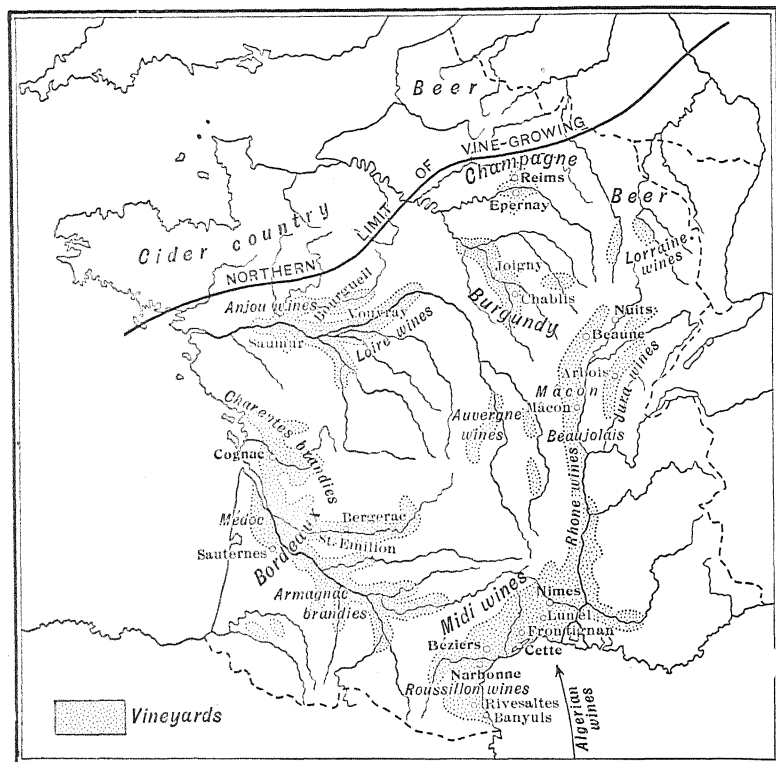 Beer
NORTHERN LIMIT OF VINE-GROWING
Champagne
Reims
Epernay
Beer
Cider country
Lorraine
wines
Joigny
Chablis
Burgundy
Anjou wines
Bourgueil
Vouvray
Saumur
Loire wines
Nuits
Beaune
Arbois
Jura wines
Mâcon
Mâcon
Beaujolais
Auvergne
wines
Charentes brandies
Cognac
Rhone wines
Médoc
Bergerac
St. Emilion
Sauternes
Bordeaux
Armagnac
brandies
Midi wines
Nimes
Lunel
Frontignan
Béziers
Cette
Narbonne
Roussillon wines
Rivesaltes
Banyuls
Algerian
wines
Vineyards